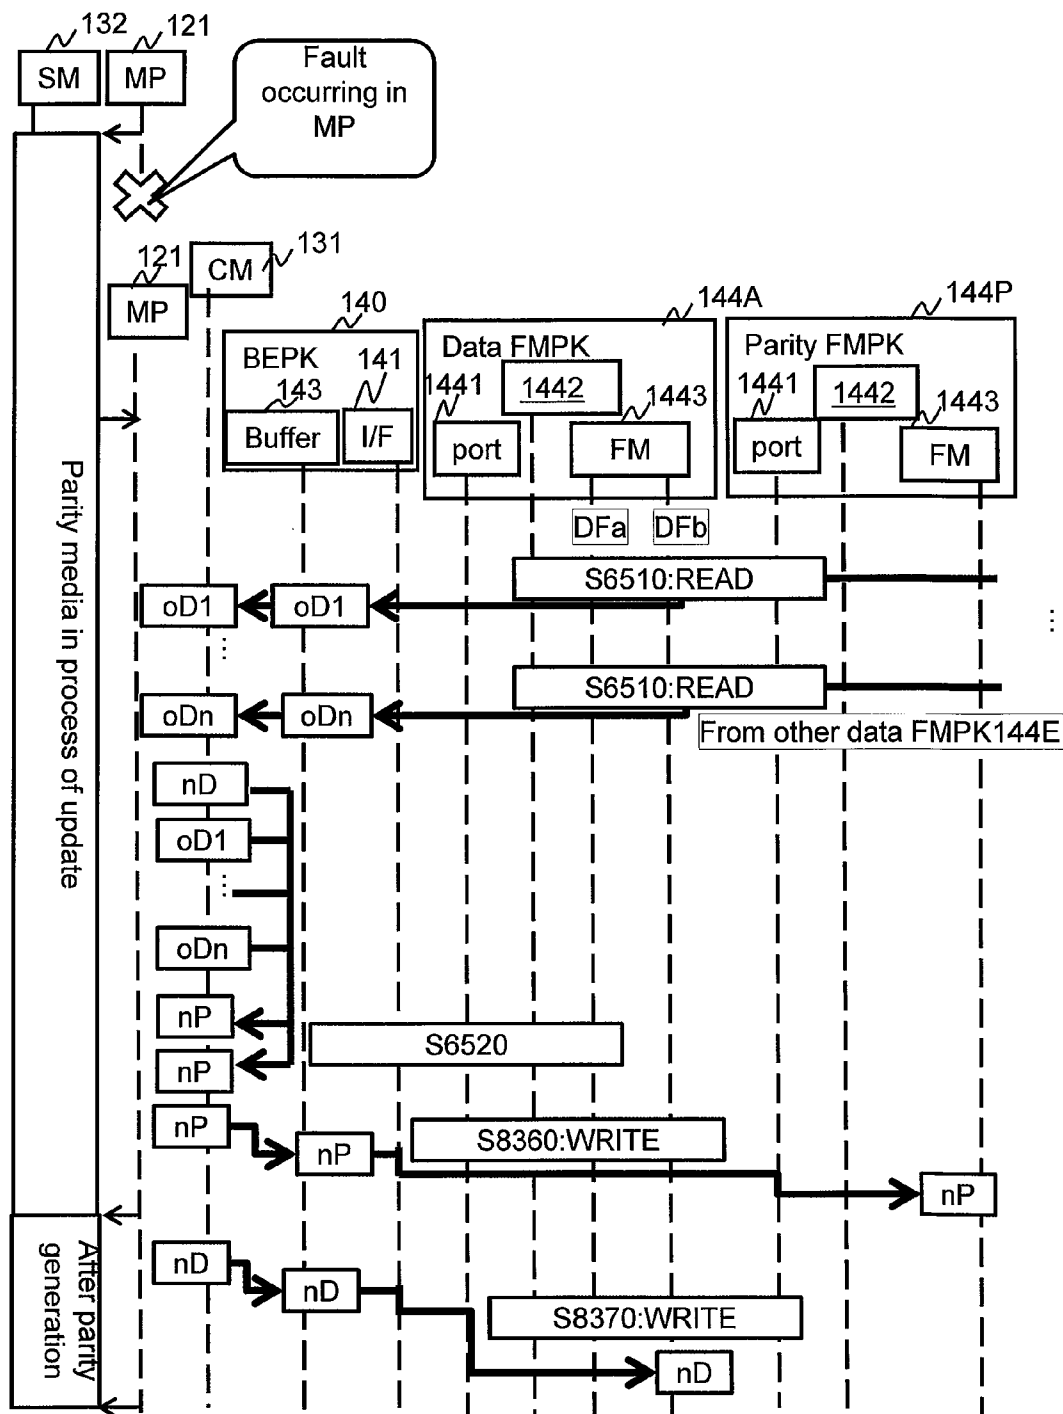 132
121
SM
MP
Fault
occurring in
MP
121
CM
131
MP
140
144A
144P
BEPK
141
143
Buffer
I/F
Data FMPK
1441
1442
1443
port
FM
Parity FMPK
1441
1442
1443
port
FM
DFa
DFb
Parity media in process of update
S6510:READ
oD1
oD1
...
...
S6510:READ
oDn
oDn
From other data FMPK144E
nD
oD1
...
oDn
nP
S6520
nP
nP
nP
S8360:WRITE
nP
After parity
generation
nD
nD
S8370:WRITE
nD